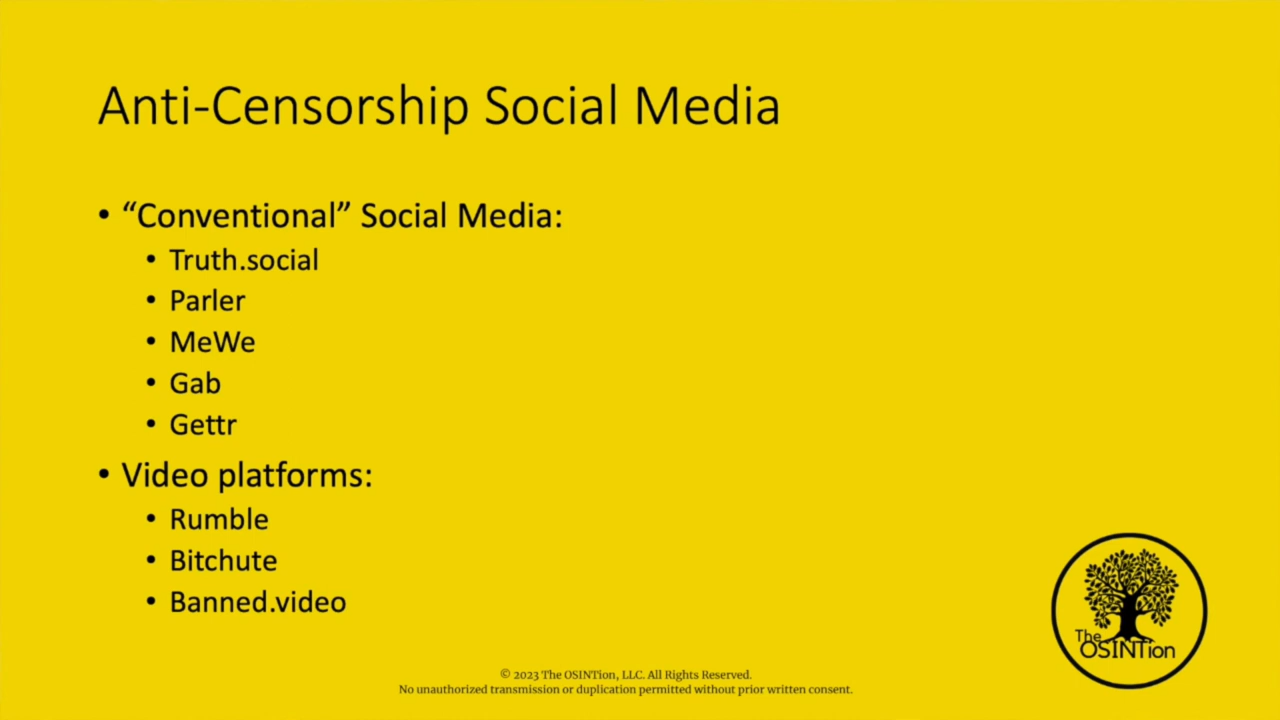 Anti-Censorship Social Media
• “Conventional” Social Media:
• Truth.social
• Parler
• MeWe
• Gab
• Gettr
• Video platforms:
• Rumble
• Bitchute
• Banned.video
The
OSINTion
© 2023 The OSINTion, LLC. All Rights Reserved.
No unauthorized transmission or duplication permitted without prior written consent.